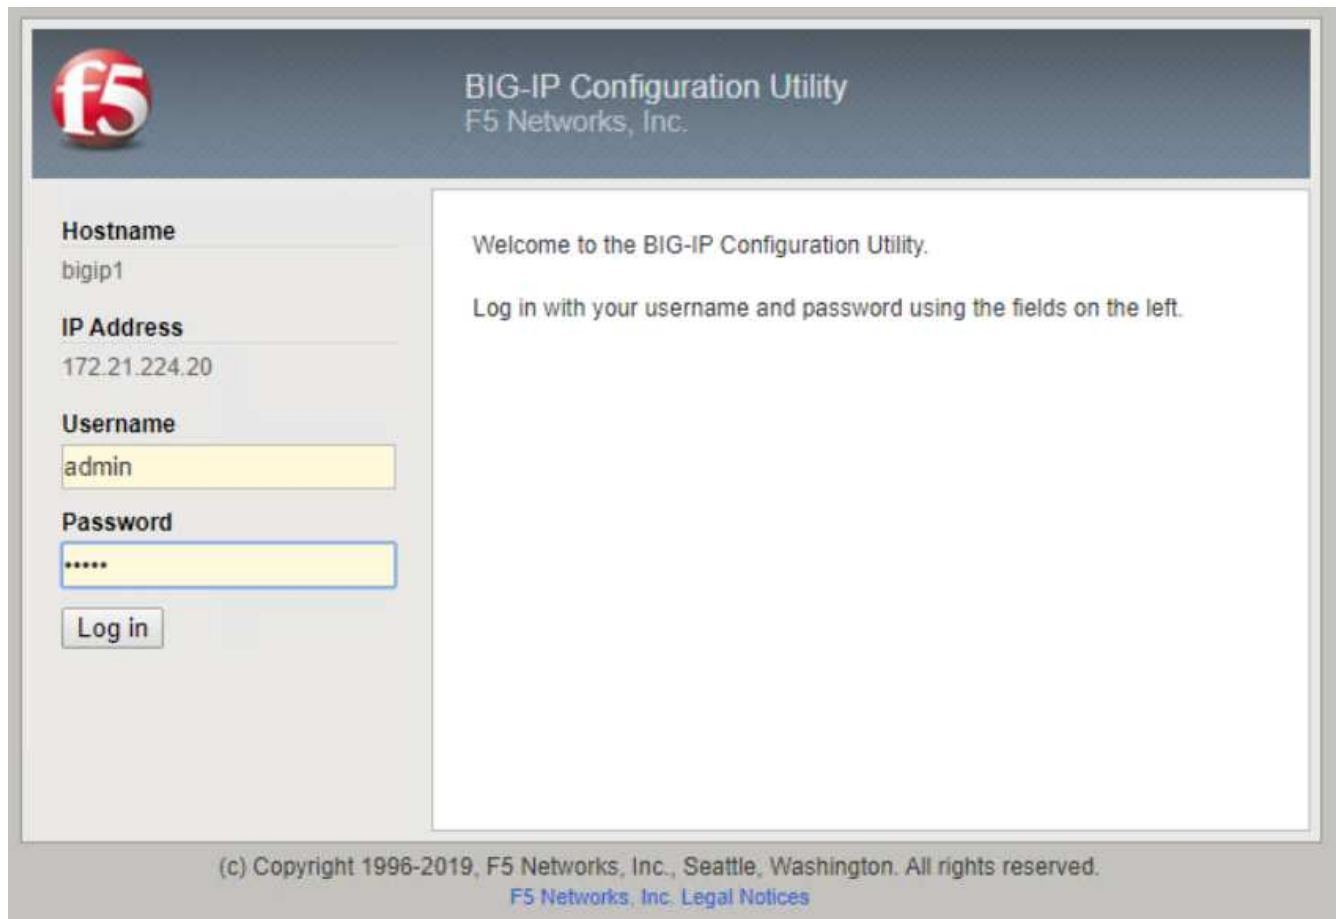 f5
BIG-IP Configuration Utility
F5 Networks, Inc.
Hostname
bigip1
IP Address
172.21.224.20
Username
admin
Password
•••••
Log in
Welcome to the BIG-IP Configuration Utility.
Log in with your username and password using the fields on the left.
(c) Copyright 1996-2019, F5 Networks, Inc., Seattle, Washington. All rights reserved.
F5 Networks, Inc. Legal Notices